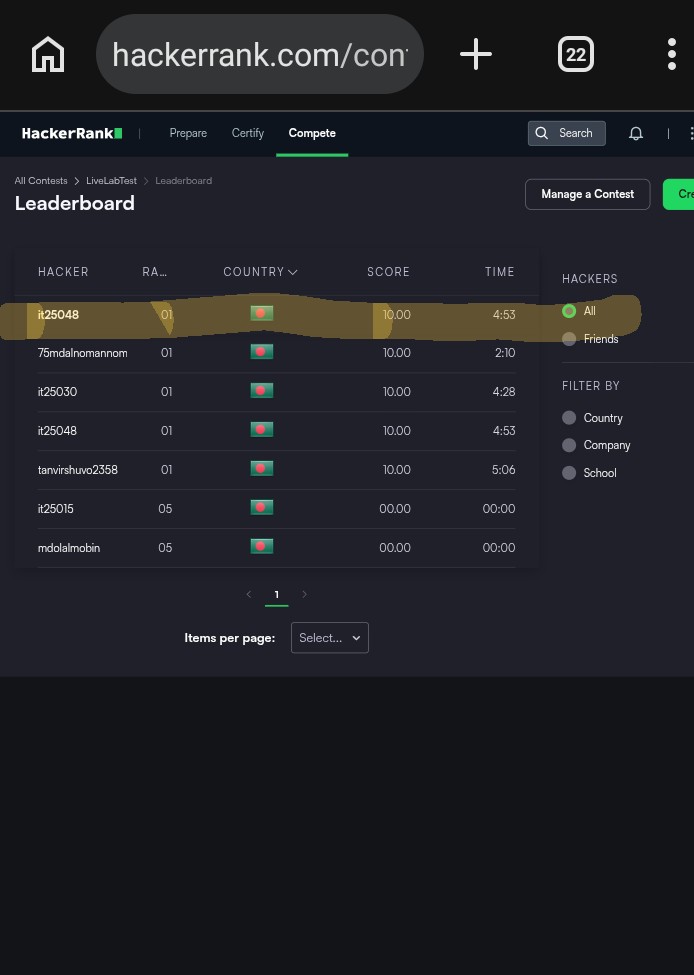 hackerrank.com/con
22
HackerRank
Prepare Certify Compete
Search
All Contests > LiveLabTest > Leaderboard
Leaderboard
Manage a Contest
Cre
HACKER RA... COUNTRY SCORE TIME
it25048 01 10.00 4:53
75mdalnomannom 01 10.00 2:10
it25030 01 10.00 4:28
it25048 01 10.00 4:53
tanvirshuvo2358 01 10.00 5:06
it25015 05 00.00 00:00
mdolalmobin 05 00.00 00:00
1
Items per page: Select...
HACKERS
All
Friends
FILTER BY
Country
Company
School